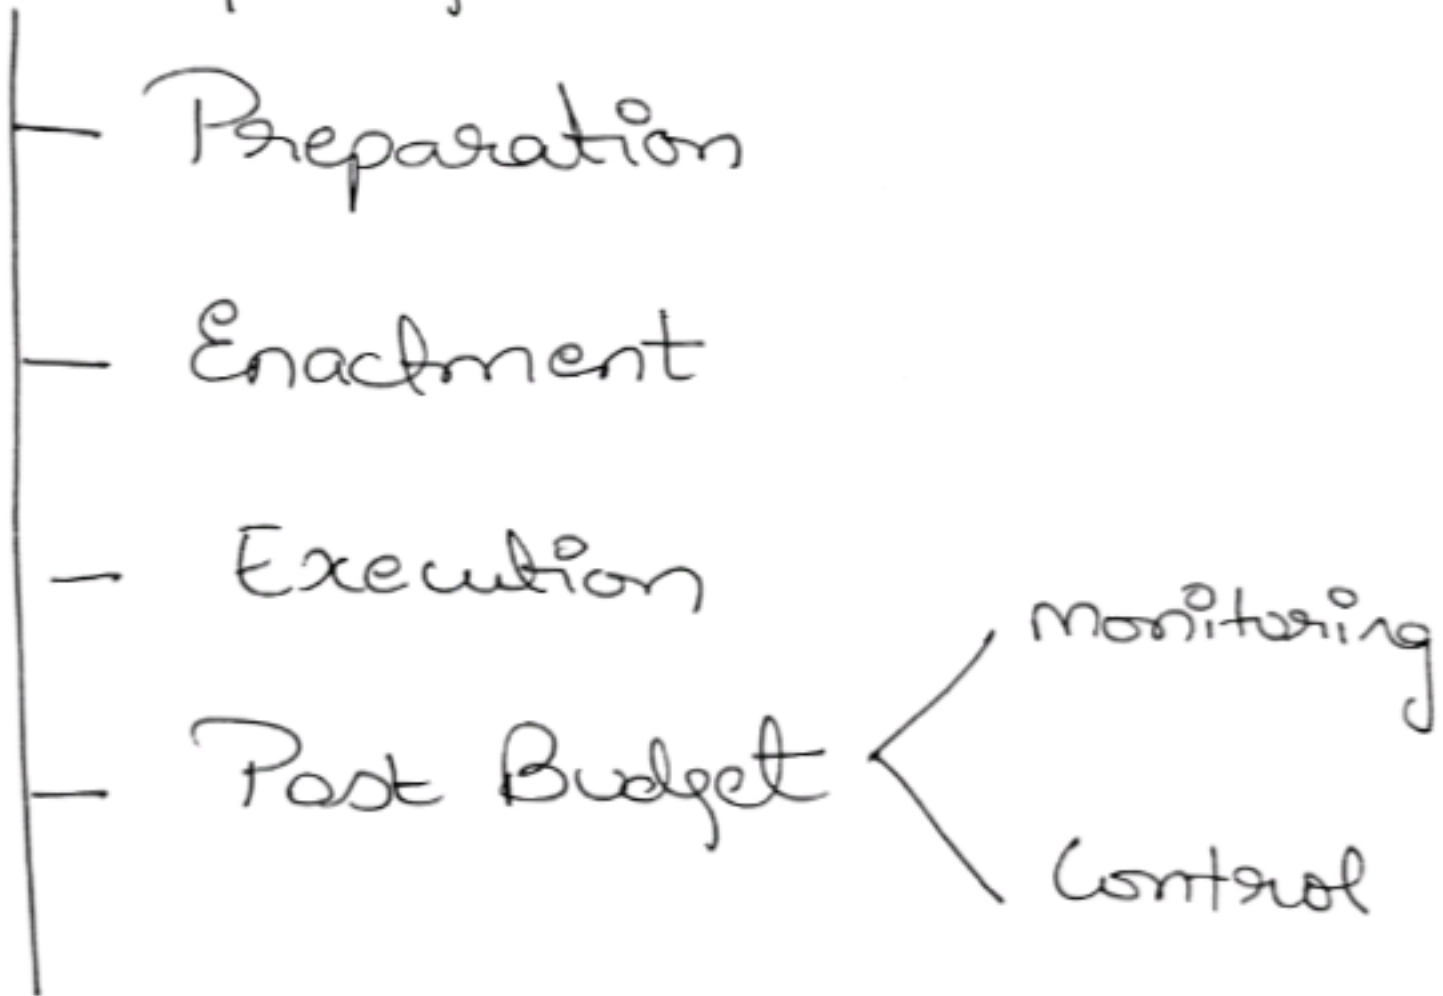 Preparation
Enactment
Execution
Post Budget
Monitoring
Control